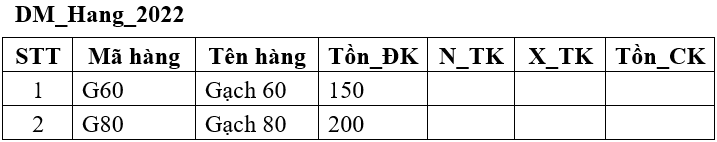 DM_Hang_2022
STT Mã hàng Tên hàng Tồn_ĐK N_TK X_TK Tồn_CK
1 G60 Gạch 60 150
2 G80 Gạch 80 200